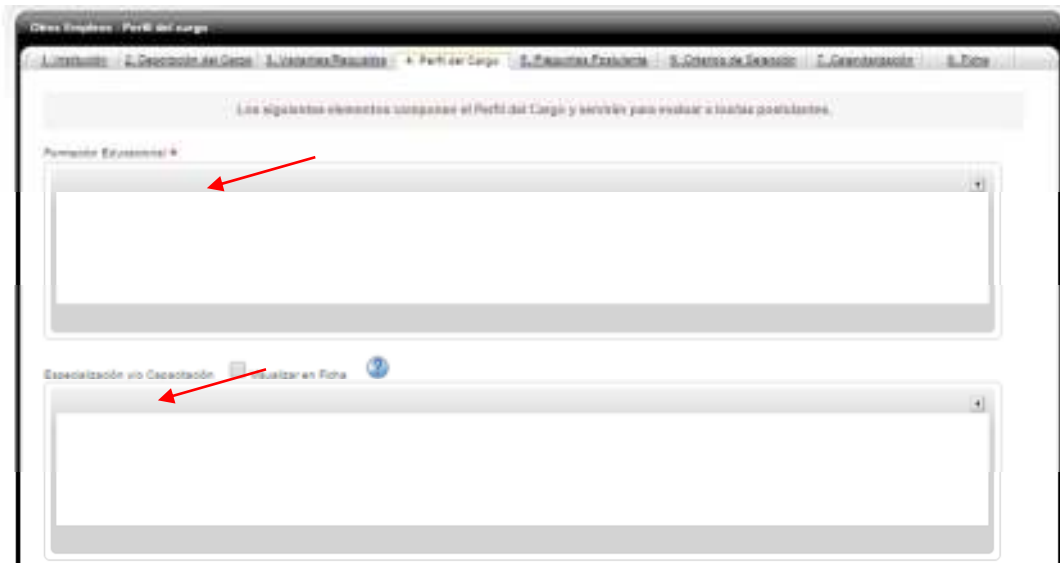 Otros Empleos - Perfil del cargo
1. Institución 2. Descripción del Cargo 3. Vacantes/Requisitos 4. Perfil del Cargo 5. Preguntas Postulante 6. Criterios de Selección 7. Calendarización 8. Ficha
Los siguientes elementos componen el Perfil del Cargo y servirán para evaluar a los/las postulantes.
Formación Educacional *
Especialización y/o Capacitación Visualizar en Ficha ?